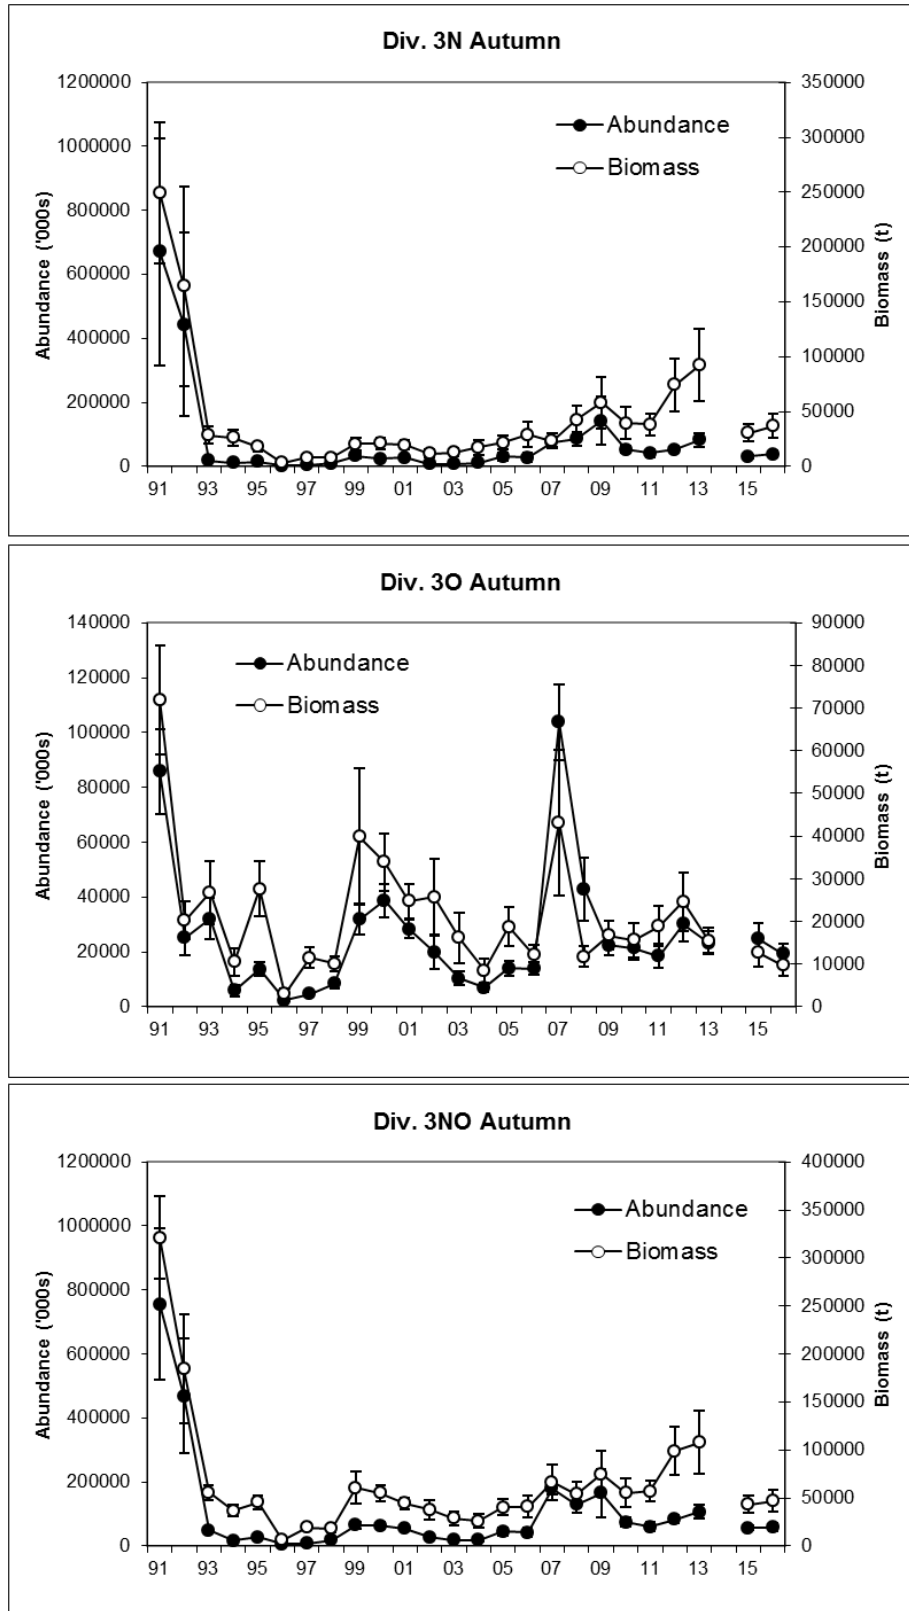 Div. 3N Autumn
1200000
1000000
800000
600000
400000
200000
0
Abundance ('000s)
350000
300000
250000
200000
150000
100000
50000
0
Biomass (t)
Abundance
Biomass
91 93 95 97 99 01 03 05 07 09 11 13 15
Div. 3O Autumn
140000
120000
100000
80000
60000
40000
20000
0
Abundance ('000s)
90000
80000
70000
60000
50000
40000
30000
20000
10000
0
Biomass (t)
Abundance
Biomass
91 93 95 97 99 01 03 05 07 09 11 13 15
Div. 3NO Autumn
1200000
1000000
800000
600000
400000
200000
0
Abundance ('000s)
400000
350000
300000
250000
200000
150000
100000
50000
0
Biomass (t)
Abundance
Biomass
91 93 95 97 99 01 03 05 07 09 11 13 15